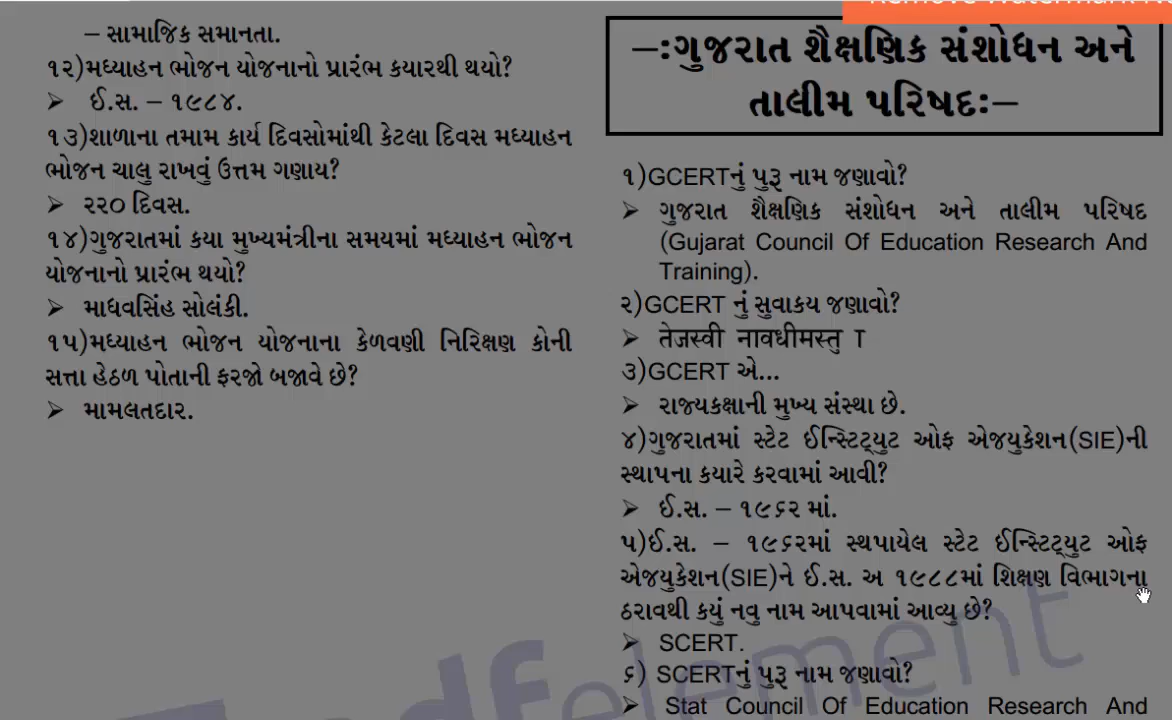 – સામાજિક સમાનતા.
૧૨)મધ્યાહન ભોજન યોજનાનો પ્રારંભ કયારથી થયો?
➢ ઈ.સ. – ૧૯૮૪.
૧૩)શાળાના તમામ કાર્ય દિવસોમાંથી કેટલા દિવસ મધ્યાહન
ભોજન ચાલુ રાખવું ઉત્તમ ગણાય?
➢ ૨૨૦ દિવસ.
૧૪)ગુજરાતમાં કયા મુખ્યમંત્રીના સમયમાં મધ્યાહન ભોજન
યોજનાનો પ્રારંભ થયો?
➢ માધવસિંહ સોલંકી.
૧૫)મધ્યાહન ભોજન યોજનાના કેળવણી નિરિક્ષણ કોની
સત્તા હેઠળ પોતાની ફરજો બજાવે છે?
➢ મામલતદાર.
–:ગુજરાત શૈક્ષણિક સંશોધન અને
તાલીમ પરિષદઃ–
૧)GCERTનું પુરૂ નામ જણાવો?
➢ ગુજરાત શૈક્ષણિક સંશોધન અને તાલીમ પરિષદ
(Gujarat Council Of Education Research And
Training).
૨)GCERT નું સુવાકય જણાવો?
➢ तेजस्वी नावधीमस्तु T
૩)GCERT એ...
➢ રાજ્યકક્ષાની મુખ્ય સંસ્થા છે.
૪)ગુજરાતમાં સ્ટેટ ઈન્સ્ટિટ્યુટ ઓફ એજયુકેશન(SIE)ની
સ્થાપના કયારે કરવામાં આવી?
➢ ઈ.સ. – ૧૯૬૨ માં.
૫)ઈ.સ. – ૧૯૬૨માં સ્થપાયેલ સ્ટેટ ઈન્સ્ટિટ્યુટ ઓફ
એજયુકેશન(SIE)ને ઈ.સ. અ ૧૯૮૮માં શિક્ષણ વિભાગના
ઠરાવથી કયું નવુ નામ આપવામાં આવ્યુ છે?
➢ SCERT.
૬) SCERTનું પુરૂ નામ જણાવો?
➢ Stat Council Of Education Research And
element